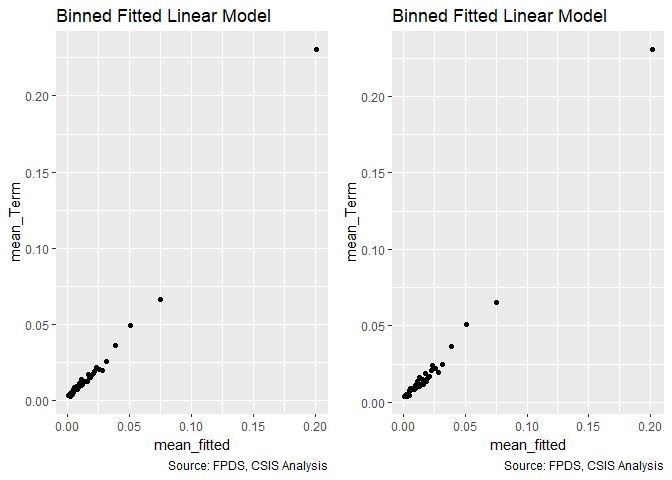 Binned Fitted Linear Model
0.20
0.15
0.10
0.05
0.00
mean_Term
0.00 0.05 0.10 0.15 0.20
mean_fitted
Source: FPDS, CSIS Analysis
Binned Fitted Linear Model
0.20
0.15
0.10
0.05
0.00
mean_Term
0.00 0.05 0.10 0.15 0.20
mean_fitted
Source: FPDS, CSIS Analysis